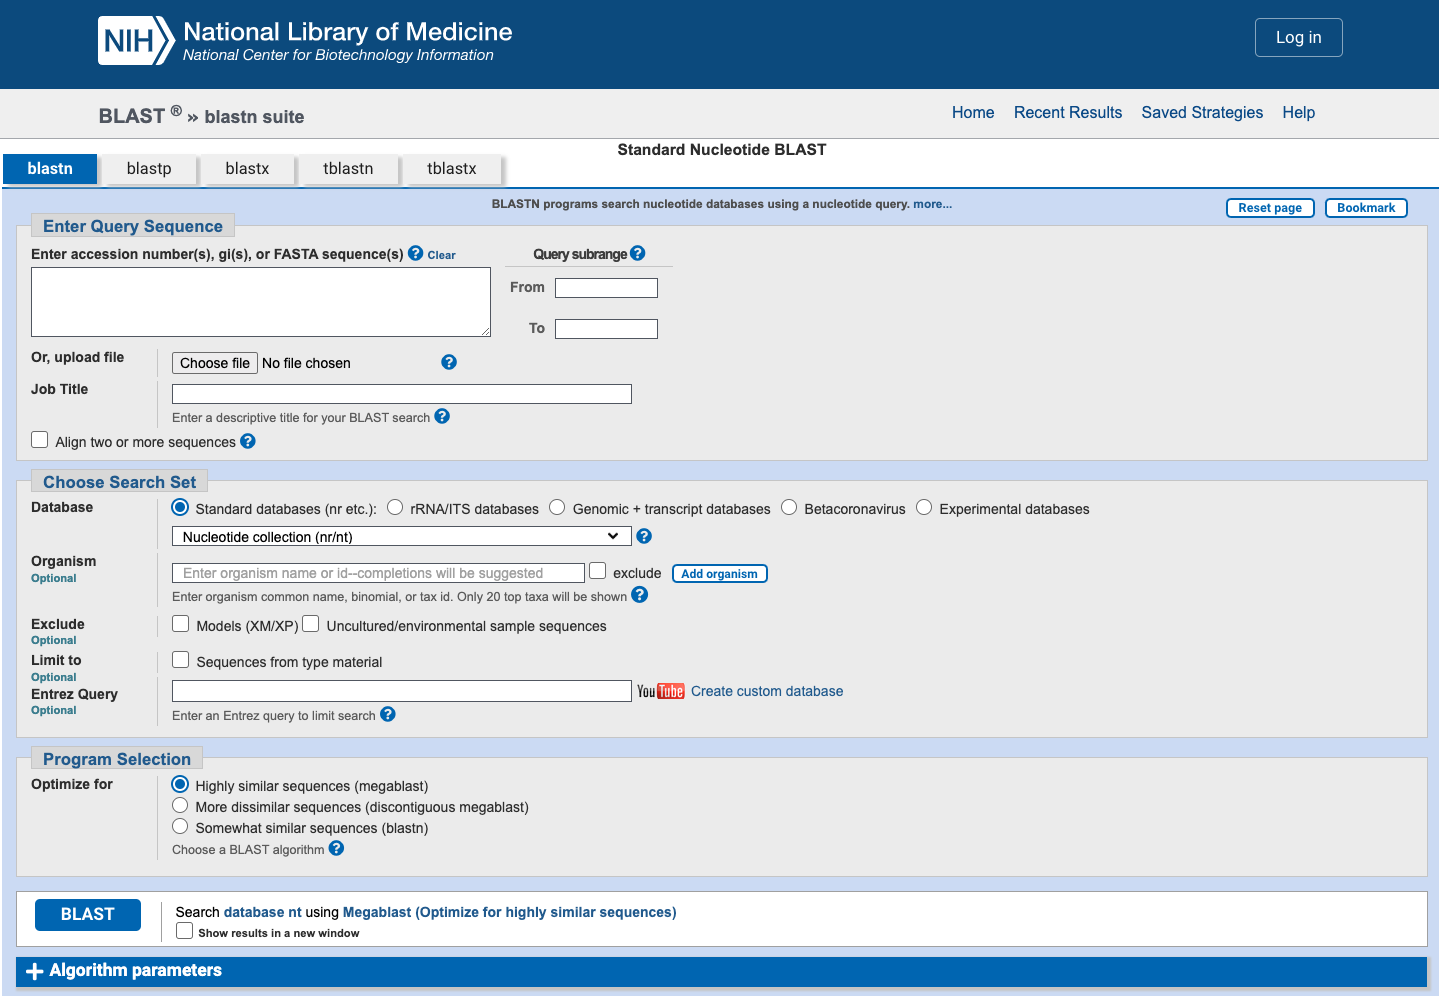 NIH
National Library of Medicine
National Center for Biotechnology Information
Log in
BLAST ® » blastn suite
Home Recent Results Saved Strategies Help
Standard Nucleotide BLAST
blastn blastp blastx tblastn tblastx
BLASTN programs search nucleotide databases using a nucleotide query. more...
Reset page Bookmark
Enter Query Sequence
Enter accession number(s), gi(s), or FASTA sequence(s) ? Clear
Query subrange ?
From
To
Or, upload file Choose file No file chosen ?
Job Title
Enter a descriptive title for your BLAST search ?
Align two or more sequences ?
Choose Search Set
Database Standard databases (nr etc.): rRNA/ITS databases Genomic + transcript databases Betacoronavirus Experimental databases
Nucleotide collection (nr/nt) ?
Organism
Optional
Enter organism name or id--completions will be suggested exclude Add organism
Enter organism common name, binomial, or tax id. Only 20 top taxa will be shown ?
Exclude
Optional
Models (XM/XP) Uncultured/environmental sample sequences
Limit to
Optional
Sequences from type material
Entrez Query
Optional
YouTube Create custom database
Enter an Entrez query to limit search ?
Program Selection
Optimize for
Highly similar sequences (megablast)
More dissimilar sequences (discontiguous megablast)
Somewhat similar sequences (blastn)
Choose a BLAST algorithm ?
BLAST
Search database nt using Megablast (Optimize for highly similar sequences)
Show results in a new window
+ Algorithm parameters